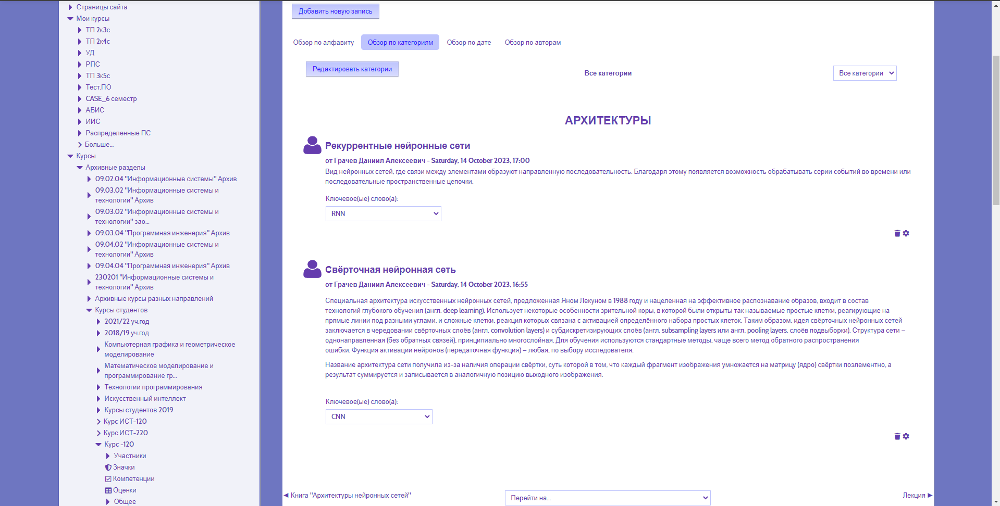 Страницы сайта
Мои курсы
ТП 2к3с
ТП 2к4с
УД
РПС
ТП 3к5с
Тест.ПО
CASE_6 семестр
АБИС
ИИС
Распределенные ПС
Больше...
Курсы
Архивные разделы
09.02.04 "Информационные системы" Архив
09.03.02 "Информационные системы и
технологии" Архив
09.03.02 "Информационные системы и
технологии" зао...
09.03.04 "Программная инженерия" Архив
09.04.02 "Информационные системы и
технологии" Архив
09.04.04 "Программная инженерия" Архив
230201 "Информационные системы и
технологии" Архив
Архивные курсы разных направлений
Курсы студентов
2021/22 уч.год
2018/19 уч.год
Компьютерная графика и геометрическое
моделирование
Математическое моделирование и
программирование гр...
Технологии программирования
Искусственный интеллект
Курсы студентов 2019
Курс ИСТ-120
Курс ИСТ-220
Курс -120
Участники
Значки
Компетенции
Оценки
Общее
Добавить новую запись
Обзор по алфавиту Обзор по категориям Обзор по дате Обзор по авторам
Редактировать категории Все категории Все категории
АРХИТЕКТУРЫ
Рекуррентные нейронные сети
от Грачев Даниил Алексеевич - Saturday, 14 October 2023, 17:00
Вид нейронных сетей, где связи между элементами образуют направленную последовательность. Благодаря этому появляется возможность обрабатывать серии событий во времени или
последовательные пространственные цепочки.
Ключевое(ые) слово(а):
RNN
Свёрточная нейронная сеть
от Грачев Даниил Алексеевич - Saturday, 14 October 2023, 16:55
Специальная архитектура искусственных нейронных сетей, предложенная Яном Лекуном в 1988 году и нацеленная на эффективное распознавание образов, входит в состав
технологий глубокого обучения (англ. deep learning). Использует некоторые особенности зрительной коры, в которой были открыты так называемые простые клетки, реагирующие на
прямые линии под разными углами, и сложные клетки, реакция которых связана с активацией определённого набора простых клеток. Таким образом, идея свёрточных нейронных сетей
заключается в чередовании свёрточных слоёв (англ. convolution layers) и субдискретизирующих слоёв (англ. subsampling layers или англ. pooling layers, слоёв подвыборки). Структура сети –
однонаправленная (без обратных связей), принципиально многослойная. Для обучения используются стандартные методы, чаще всего метод обратного распространения
ошибки. Функция активации нейронов (передаточная функция) – любая, по выбору исследователя.
Название архитектура сети получила из-за наличия операции свёртки, суть которой в том, что каждый фрагмент изображения умножается на матрицу (ядро) свёртки поэлементно, а
результат суммируется и записывается в аналогичную позицию выходного изображения.
Ключевое(ые) слово(а):
CNN
◀ Книга "Архитектуры нейронных сетей" Перейти на... Лекция ▶